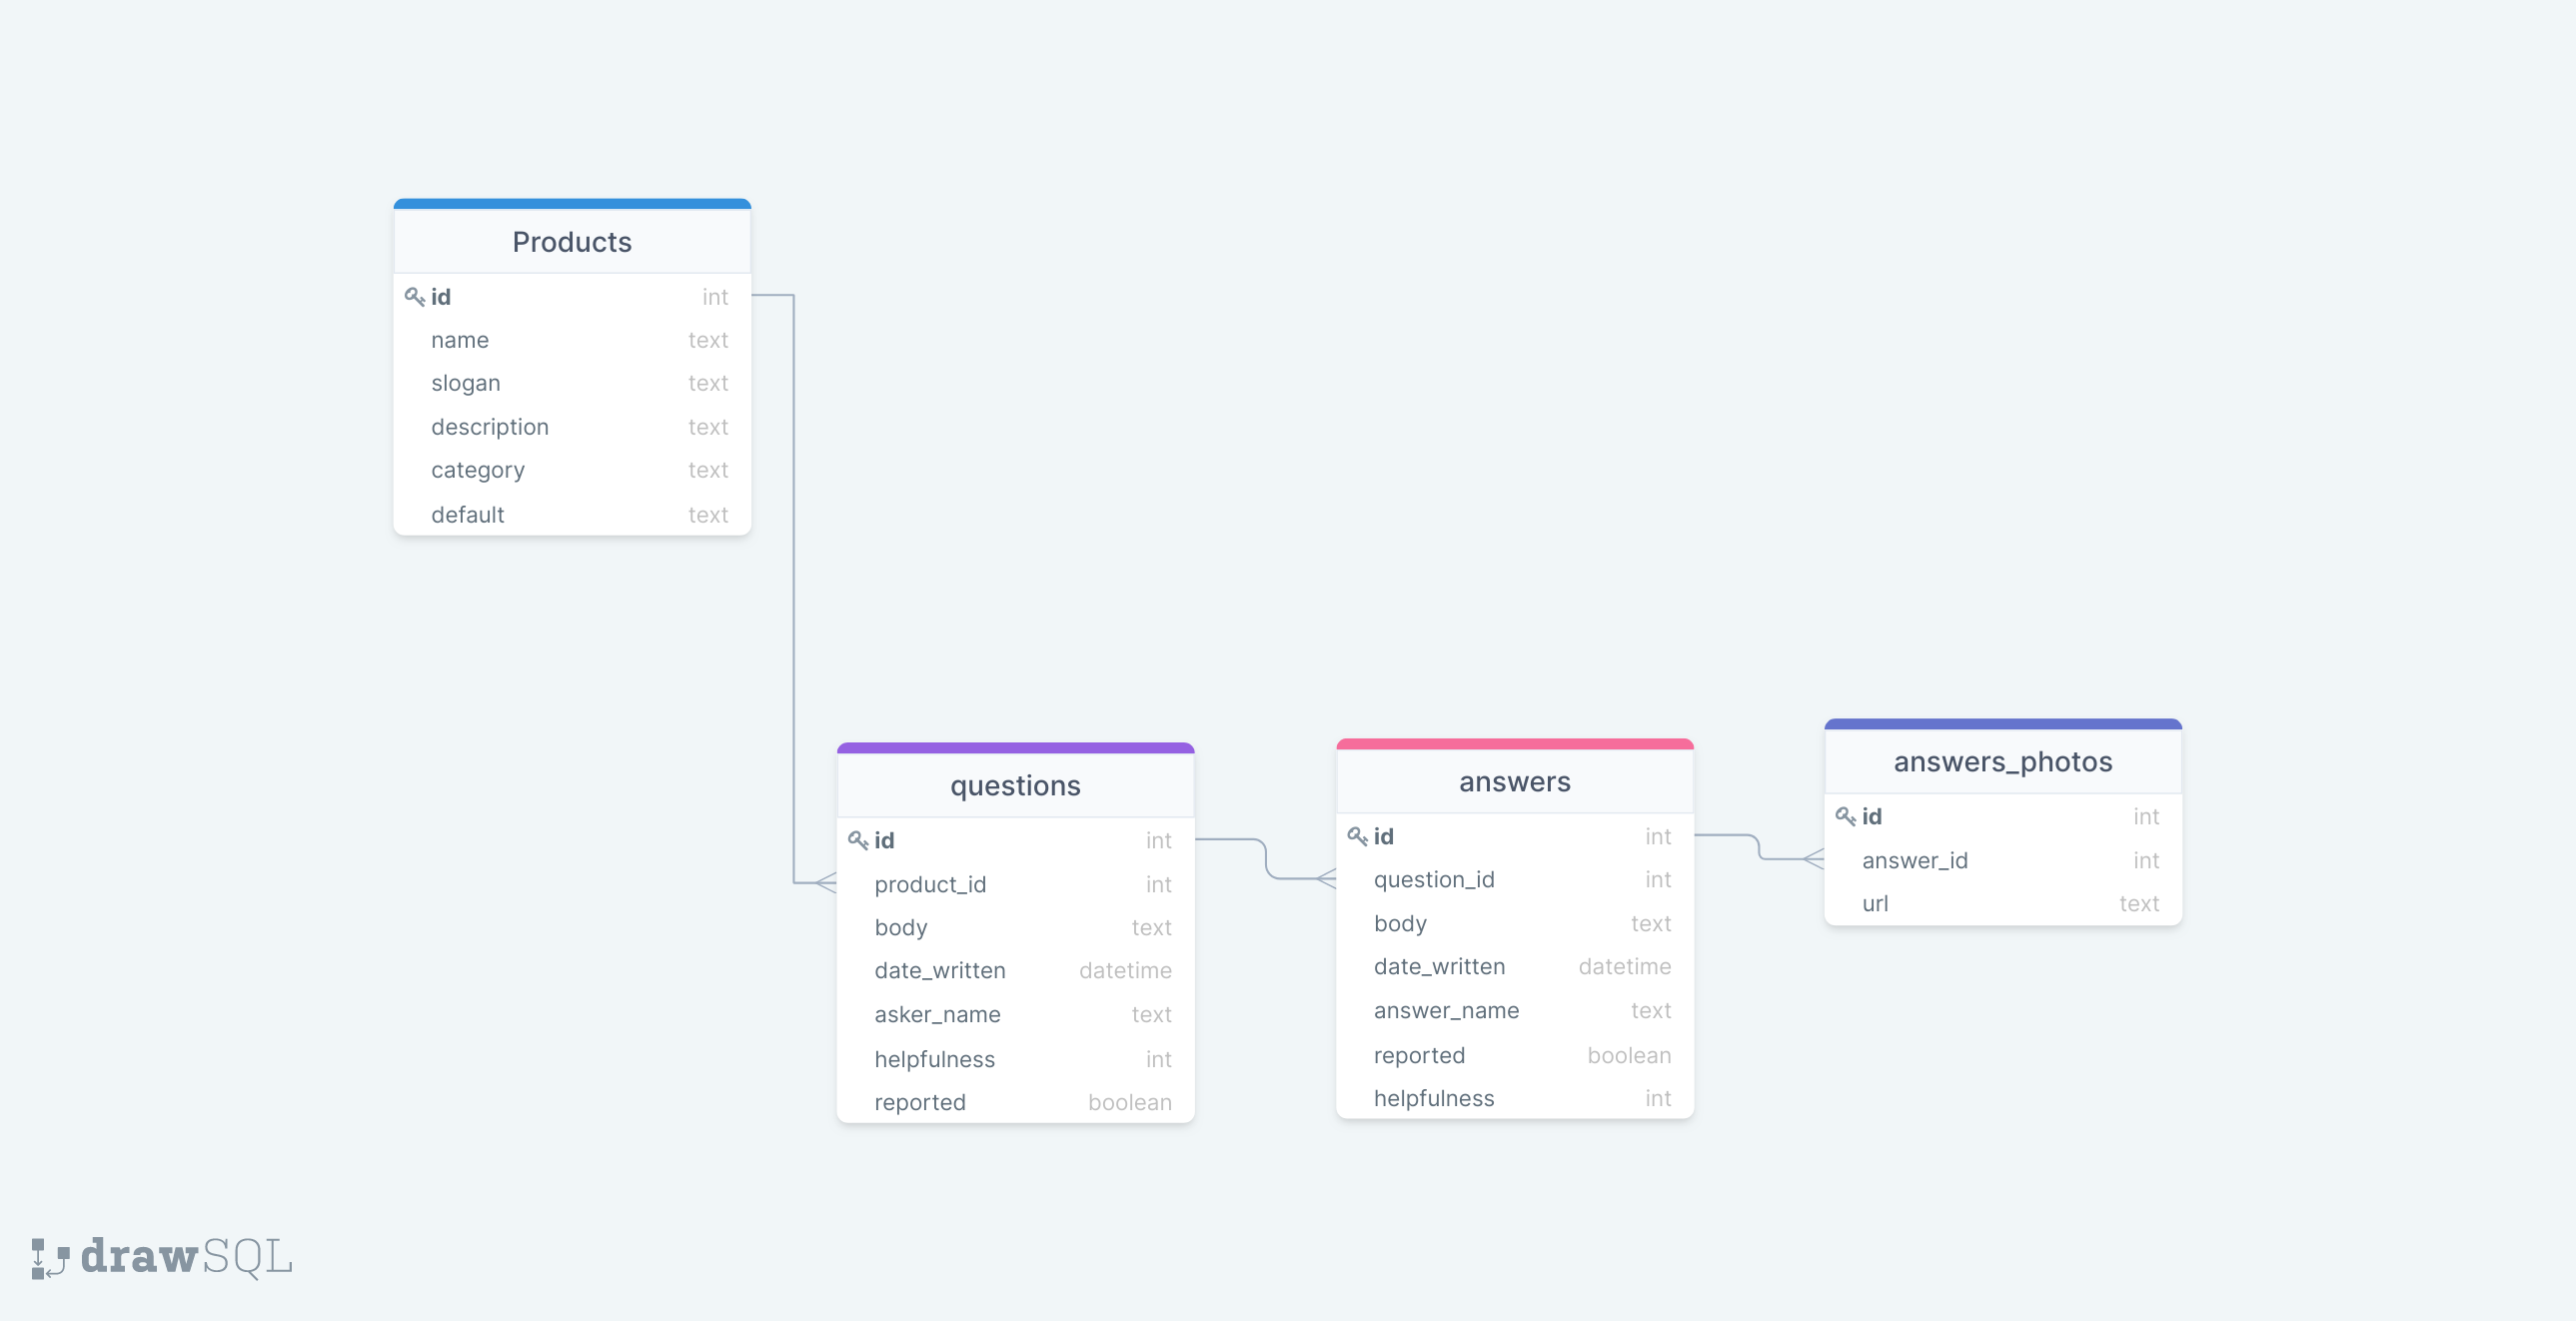 Products
id int
name text
slogan text
description text
category text
default text
questions
id int
product_id int
body text
date_written datetime
asker_name text
helpfulness int
reported boolean
answers
id int
question_id int
body text
date_written datetime
answer_name text
reported boolean
helpfulness int
answers_photos
id int
answer_id int
url text
drawSQL